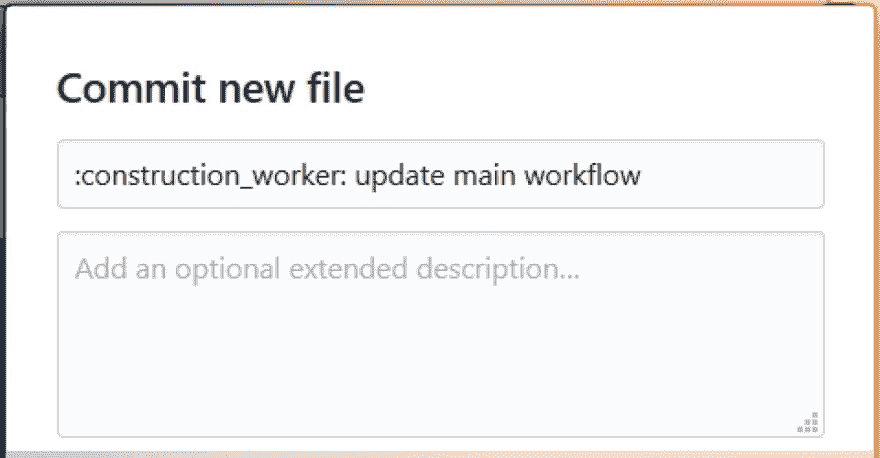 Commit new file
:construction_worker: update main workflow
Add an optional extended description...